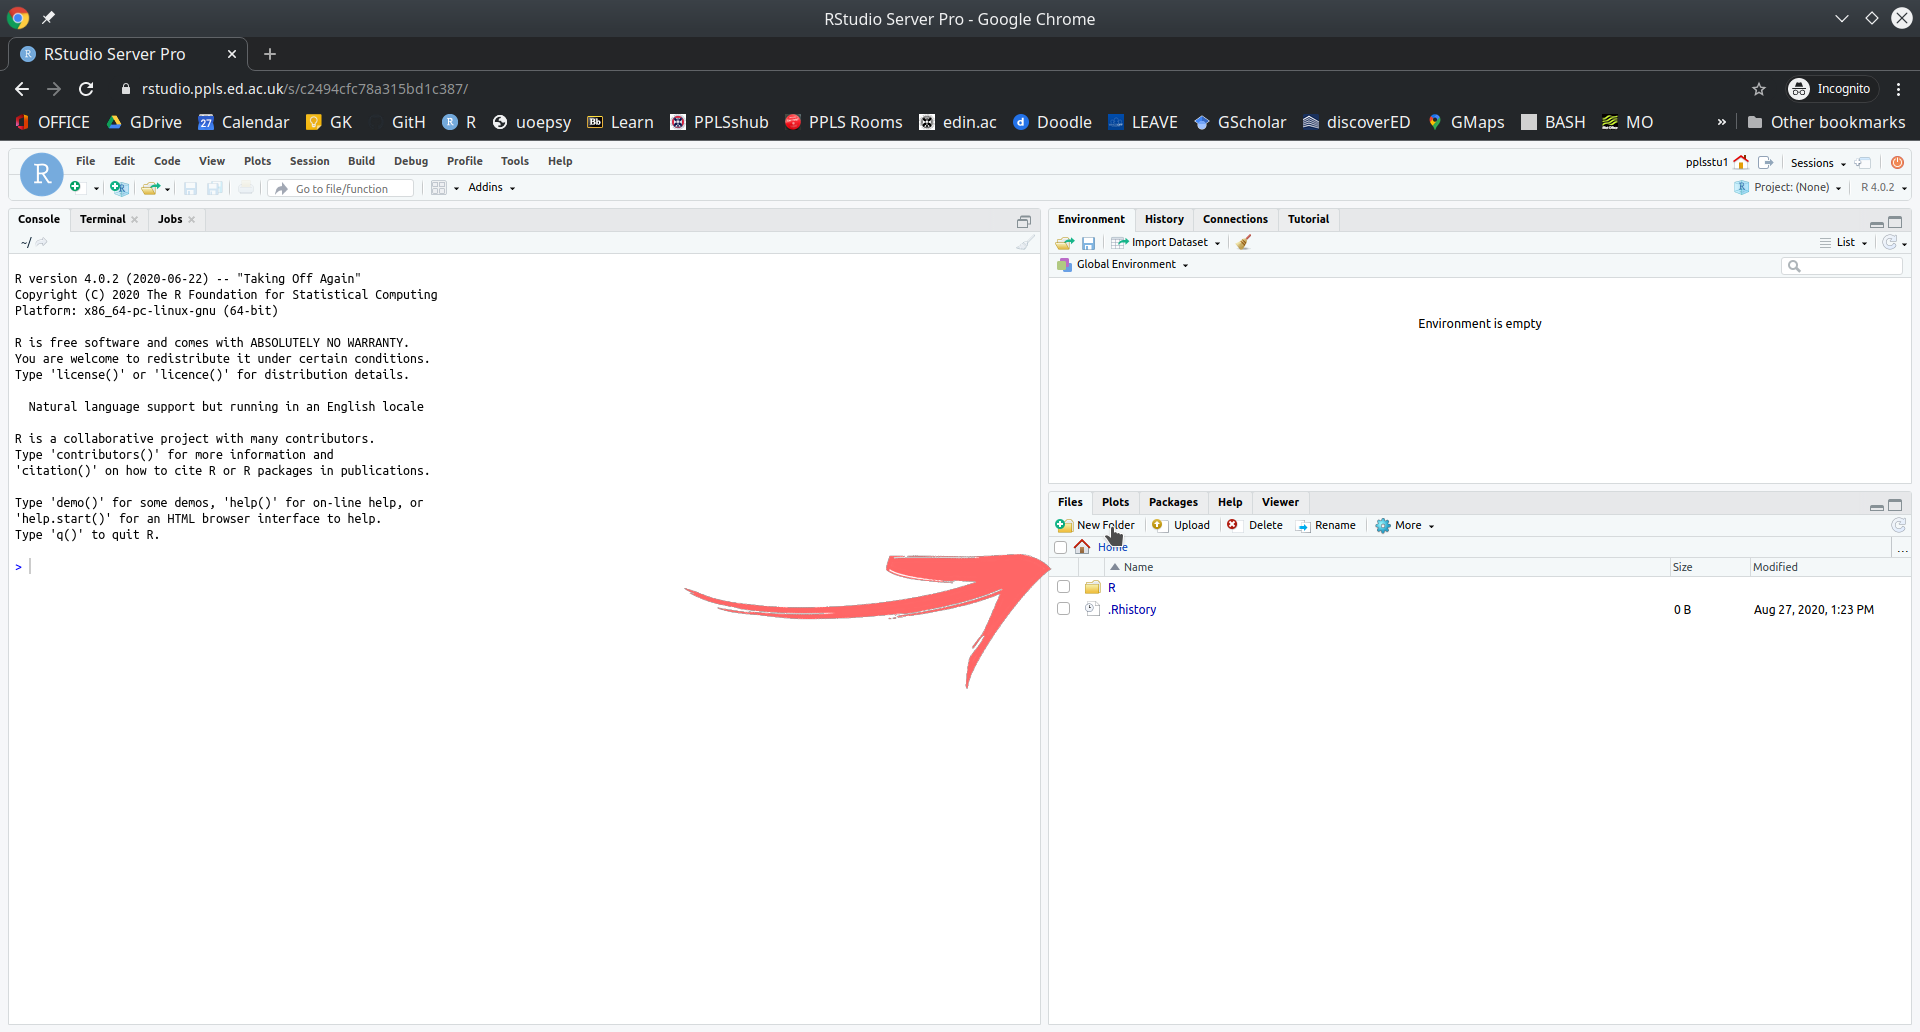 RStudio Server Pro - Google Chrome
R RStudio Server Pro
rstudio.ppls.ed.ac.uk/s/c2494cfc78a315bd1c387/ Incognito
OFFICE GDrive 27 Calendar GK GitH R R uoepsy Bb Learn PPLSshub PPLS Rooms edin.ac d Doodle LEAVE GScholar discoverED GMaps BASH MO » Other bookmarks
R File Edit Code View Plots Session Build Debug Profile Tools Help pplsstu1 Sessions
Go to file/function Addins R Project: (None) R 4.0.2
Console Terminal Jobs
~/
R version 4.0.2 (2020-06-22) -- "Taking Off Again"
Copyright (C) 2020 The R Foundation for Statistical Computing
Platform: x86_64-pc-linux-gnu (64-bit)
R is free software and comes with ABSOLUTELY NO WARRANTY.
You are welcome to redistribute it under certain conditions.
Type 'license()' or 'licence()' for distribution details.
Natural language support but running in an English locale
R is a collaborative project with many contributors.
Type 'contributors()' for more information and
'citation()' on how to cite R or R packages in publications.
Type 'demo()' for some demos, 'help()' for on-line help, or
'help.start()' for an HTML browser interface to help.
Type 'q()' to quit R.
>
Environment History Connections Tutorial
Import Dataset List
Global Environment
Environment is empty
Files Plots Packages Help Viewer
New Folder Upload Delete Rename More
Home ...
Name Size Modified
R
.Rhistory 0 B Aug 27, 2020, 1:23 PM